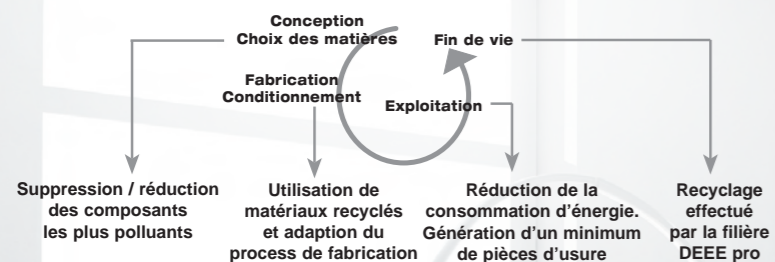 Conception
Choix des matières
Fin de vie
Fabrication
Conditionnement
Exploitation
Suppression / réduction
des composants
les plus polluants
Utilisation de
matériaux recyclés
et adaption du
process de fabrication
Réduction de la
consommation d'énergie.
Génération d'un minimum
de pièces d'usure
Recyclage
effectué
par la filière
DEEE pro